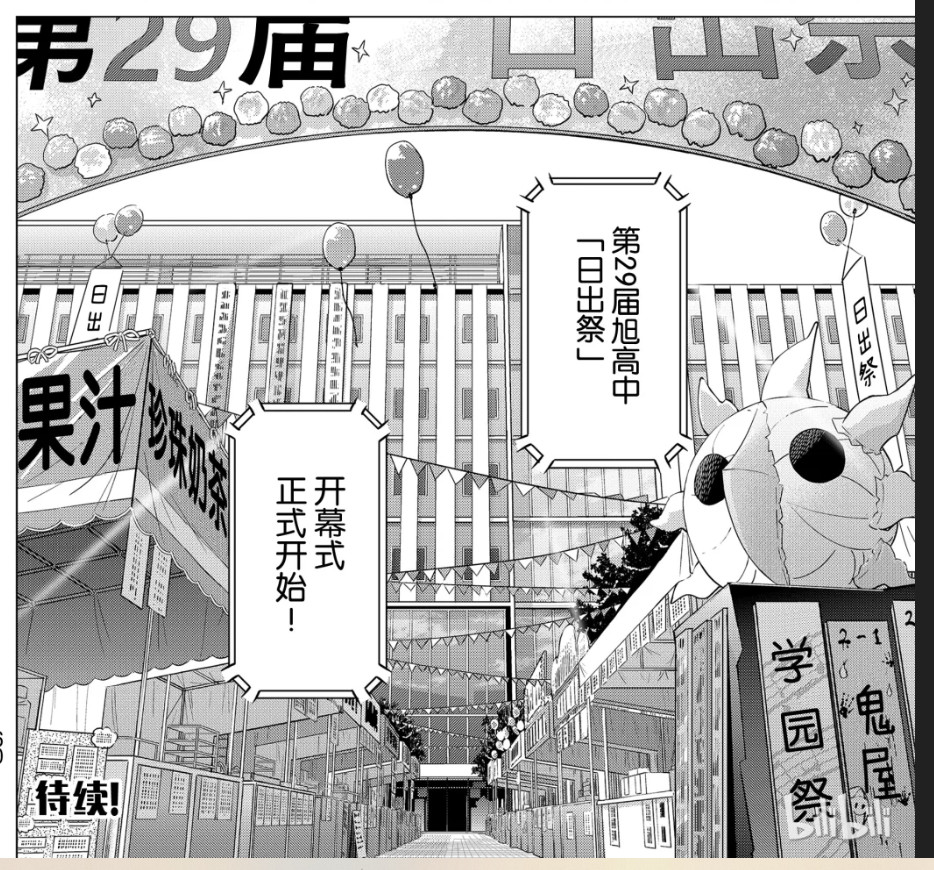 第29届 日出祭
第29届旭高中
「日出祭」
日出
日出祭
果汁
珍珠奶茶
开幕式
正式开始！
学园祭
2-1
鬼屋
2
待续!
bilibili